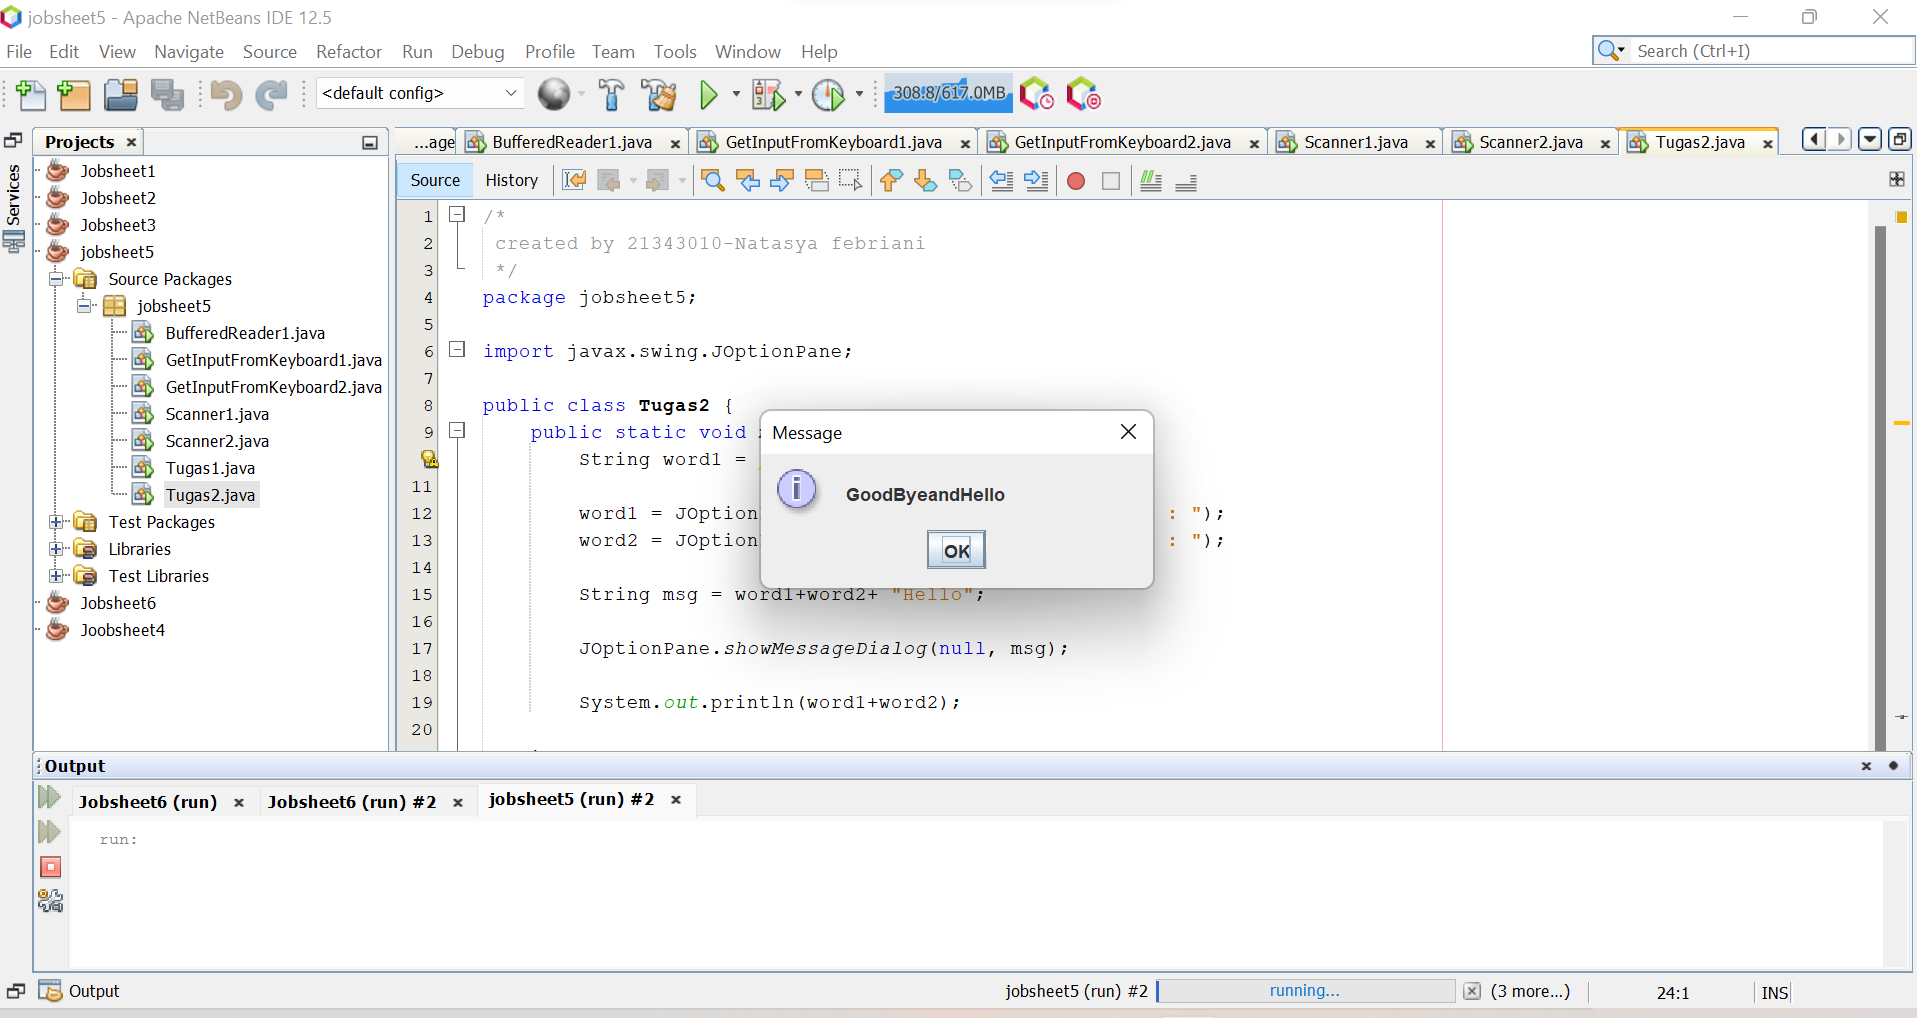 jobsheet5 - Apache NetBeans IDE 12.5
File Edit View Navigate Source Refactor Run Debug Profile Team Tools Window Help
Search (Ctrl+I)
<default config>
308.8/617.0MB
Services
Projects
...age BufferedReader1.java GetInputFromKeyboard1.java GetInputFromKeyboard2.java Scanner1.java Scanner2.java Tugas2.java
Source History
Jobsheet1
Jobsheet2
Jobsheet3
jobsheet5
Source Packages
jobsheet5
BufferedReader1.java
GetInputFromKeyboard1.java
GetInputFromKeyboard2.java
Scanner1.java
Scanner2.java
Tugas1.java
Tugas2.java
Test Packages
Libraries
Test Libraries
Jobsheet6
Joobsheet4
1 /*
2 created by 21343010-Natasya febriani
3 */
4 package jobsheet5;
5
6 import javax.swing.JOptionPane;
7
8 public class Tugas2 {
9 public static void
String word1 =
11
12 word1 = JOption : ");
13 word2 = JOption : ");
14
15 String msg = word1+word2+ "Hello";
16
17 JOptionPane.showMessageDialog(null, msg);
18
19 System.out.println(word1+word2);
20
Message
GoodByeandHello
OK
Output
Jobsheet6 (run) Jobsheet6 (run) #2 jobsheet5 (run) #2
run:
Output
jobsheet5 (run) #2 running... (3 more...) 24:1 INS